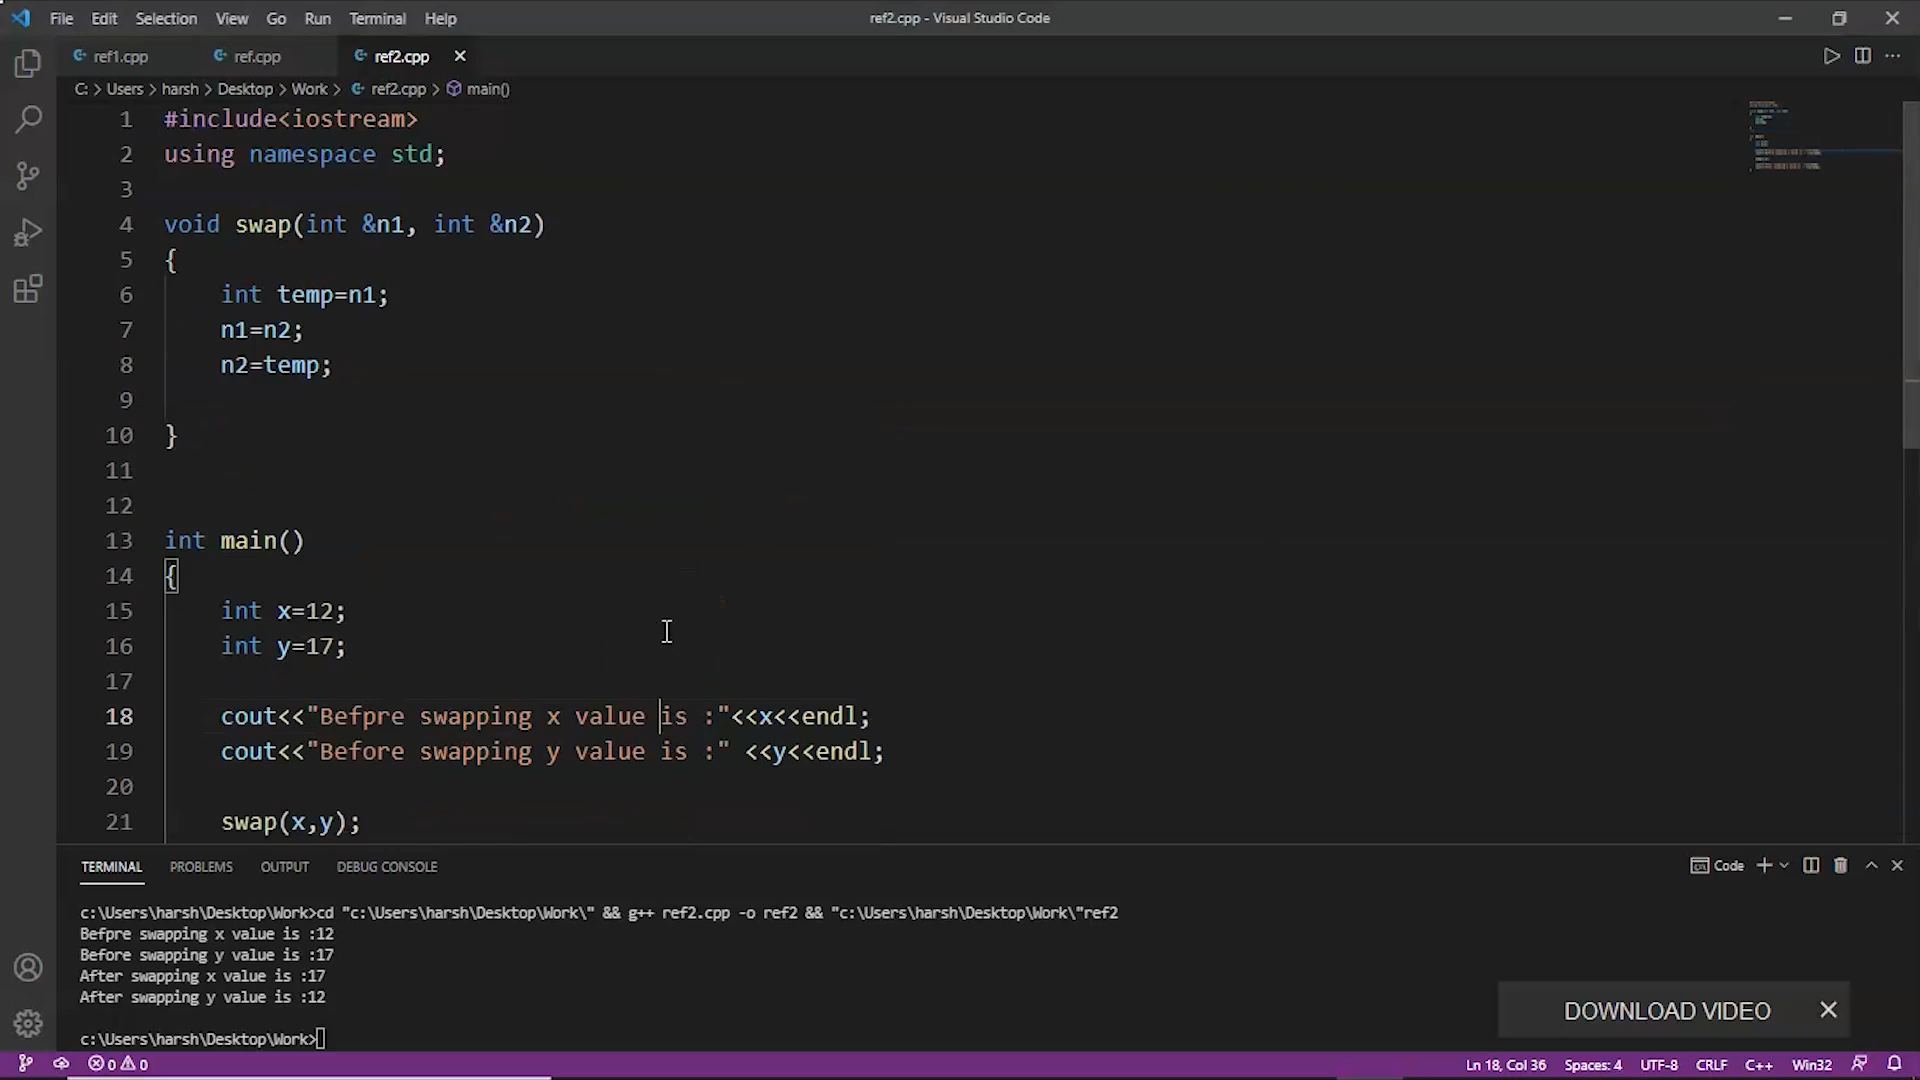 File Edit Selection View Go Run Terminal Help ref2.cpp - Visual Studio Code
ref1.cpp ref.cpp ref2.cpp
C: > Users > harsh > Desktop > Work > ref2.cpp > main()
1 #include<iostream>
2 using namespace std;
3
4 void swap(int &n1, int &n2)
5 {
6 int temp=n1;
7 n1=n2;
8 n2=temp;
9
10 }
11
12
13 int main()
14 {
15 int x=12;
16 int y=17;
17
18 cout<<"Befpre swapping x value is :"<<x<<endl;
19 cout<<"Before swapping y value is :" <<y<<endl;
20
21 swap(x,y);
TERMINAL PROBLEMS OUTPUT DEBUG CONSOLE Code
c:\Users\harsh\Desktop\Work>cd "c:\Users\harsh\Desktop\Work\" && g++ ref2.cpp -o ref2 && "c:\Users\harsh\Desktop\Work\"ref2
Befpre swapping x value is :12
Before swapping y value is :17
After swapping x value is :17
After swapping y value is :12
c:\Users\harsh\Desktop\Work>
DOWNLOAD VIDEO
0 0 Ln 18, Col 36 Spaces: 4 UTF-8 CRLF C++ Win32